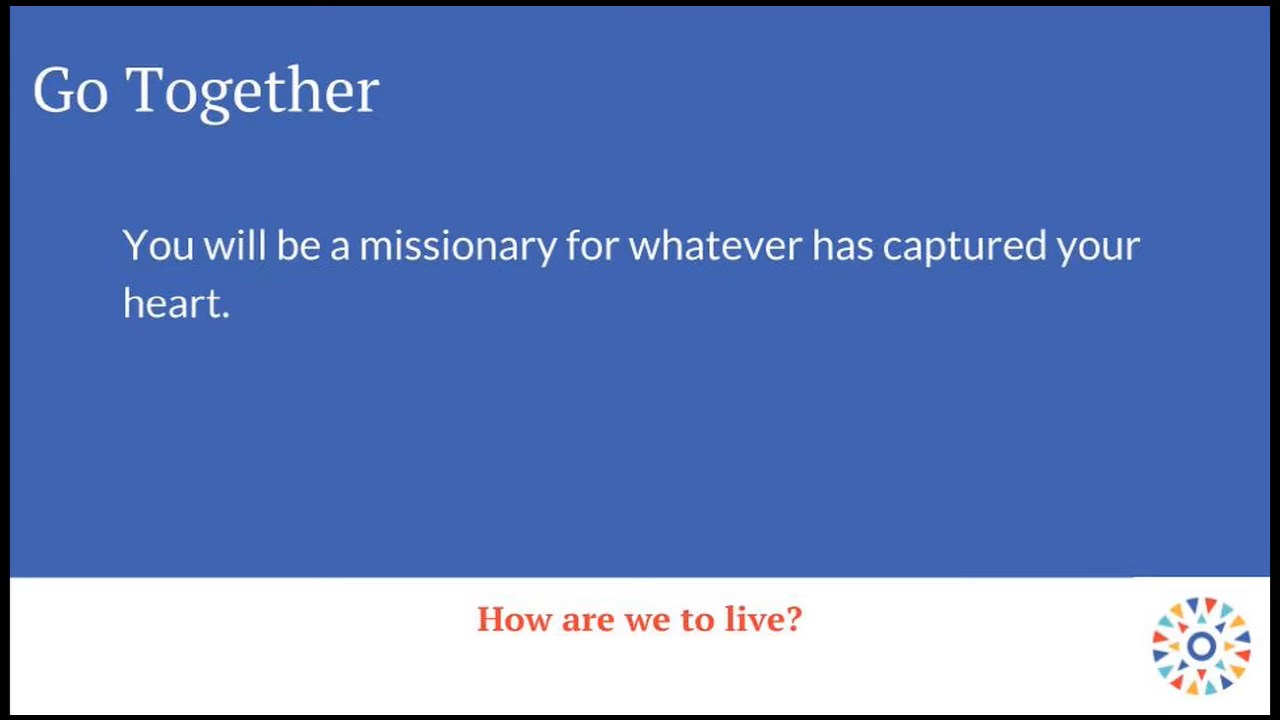 Go Together
You will be a missionary for whatever has captured your
heart.
How are we to live?